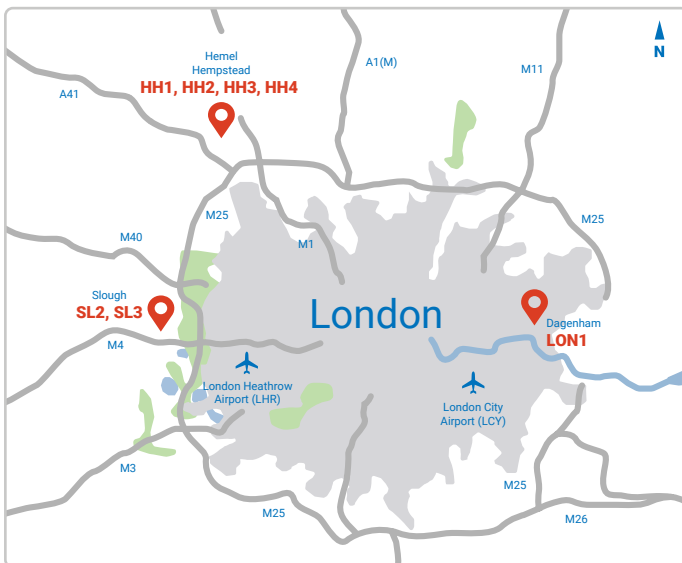 N
Hemel
Hempstead
HH1, HH2, HH3, HH4
A1(M)
M11
A41
M25
M25
M40
M1
Slough
SL2, SL3
London
Dagenham
LON1
M4
London Heathrow
Airport (LHR)
London City
Airport (LCY)
M3
M25
M25
M26